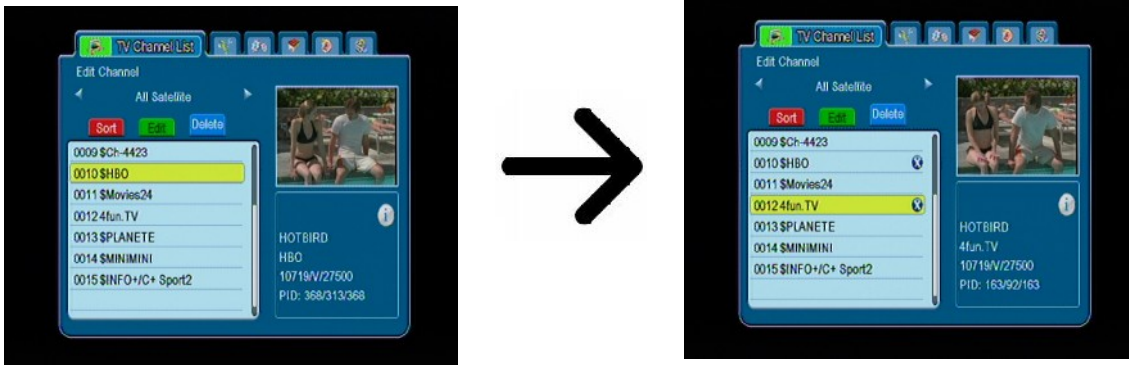 TV Channel List
Edit Channel
All Satellite
Sort Edit Delete
0009 $Ch-4423
0010 $HBO
0011 $Movies24
0012 4fun.TV
0013 $PLANETE
0014 $MINIMINI
0015 $INFO+/C+ Sport2
HOTBIRD
HBO
10719/V/27500
PID: 368/313/368
TV Channel List
Edit Channel
All Satellite
Sort Edit Delete
0009 $Ch-4423
0010 $HBO X
0011 $Movies24
0012 4fun.TV X
0013 $PLANETE
0014 $MINIMINI
0015 $INFO+/C+ Sport2
HOTBIRD
4fun.TV
10719/V/27500
PID: 163/92/163